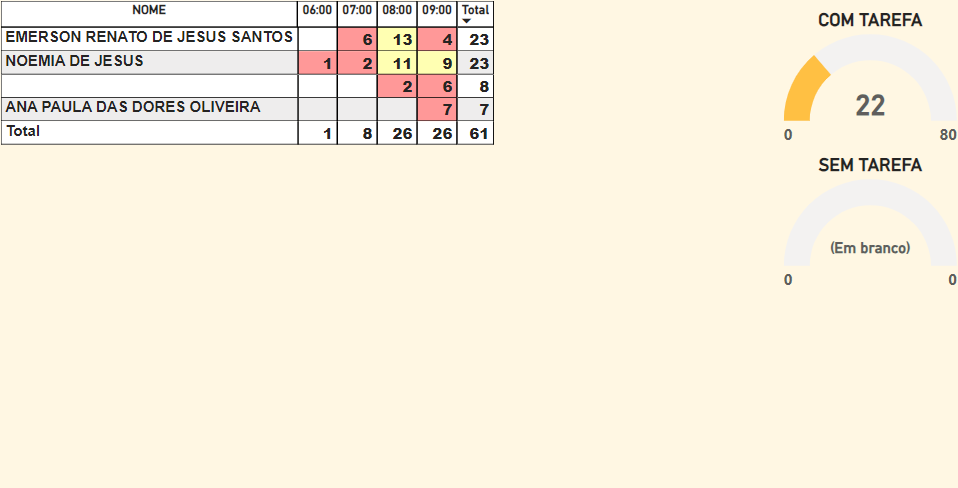 NOME 06:00 07:00 08:00 09:00 Total
EMERSON RENATO DE JESUS SANTOS 6 13 4 23
NOEMIA DE JESUS 1 2 11 9 23
2 6 8
ANA PAULA DAS DORES OLIVEIRA 7 7
Total 1 8 26 26 61
COM TAREFA
22
0 80
SEM TAREFA
(Em branco)
0 0